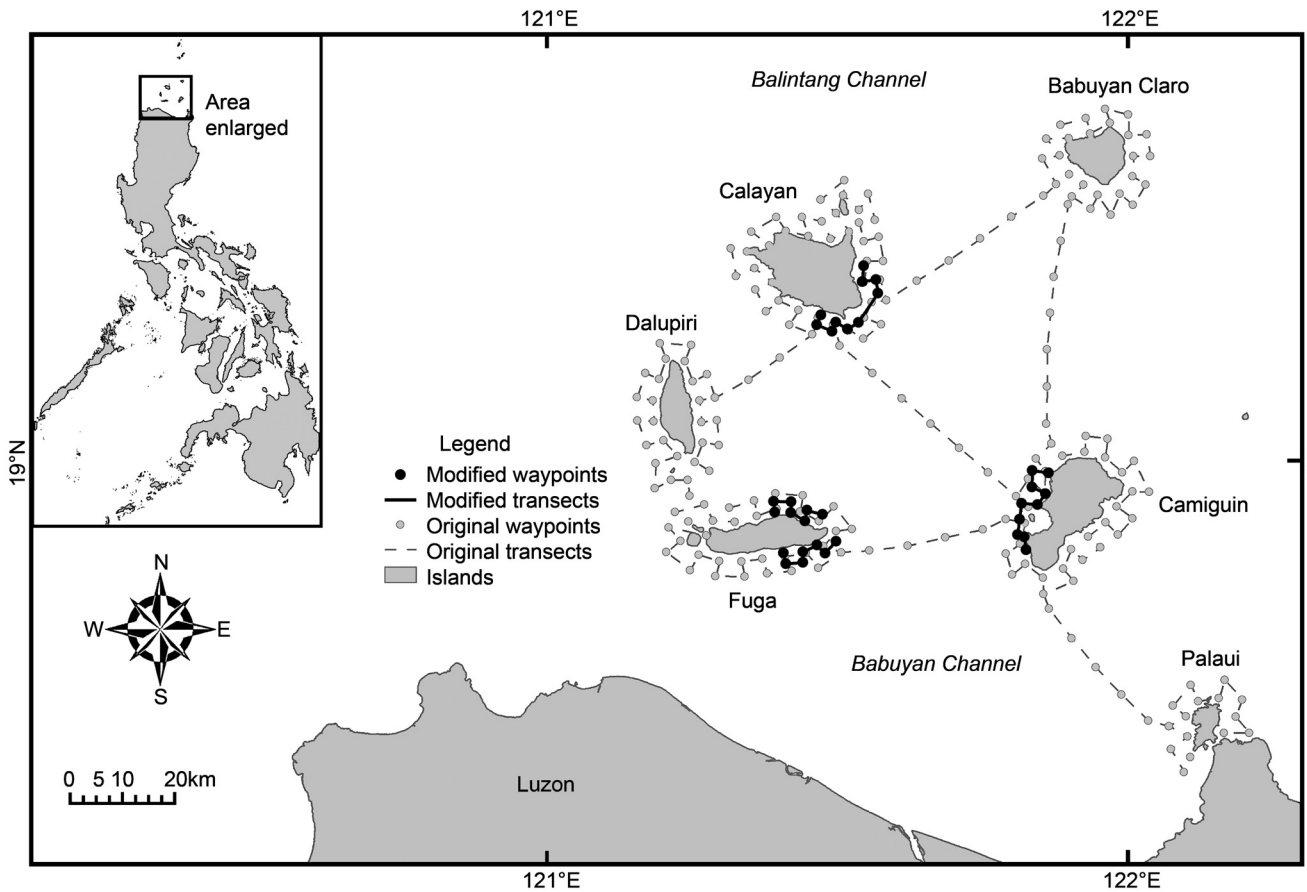 121°E
122°E
Balintang Channel
Babuyan Claro
Area
enlarged
Calayan
Dalupiri
19°N
Legend
Modified waypoints
Modified transects
Original waypoints
Original transects
Islands
Camiguin
Fuga
N
W
E
S
Babuyan Channel
Palaui
0 5 10 20km
Luzon
121°E
122°E